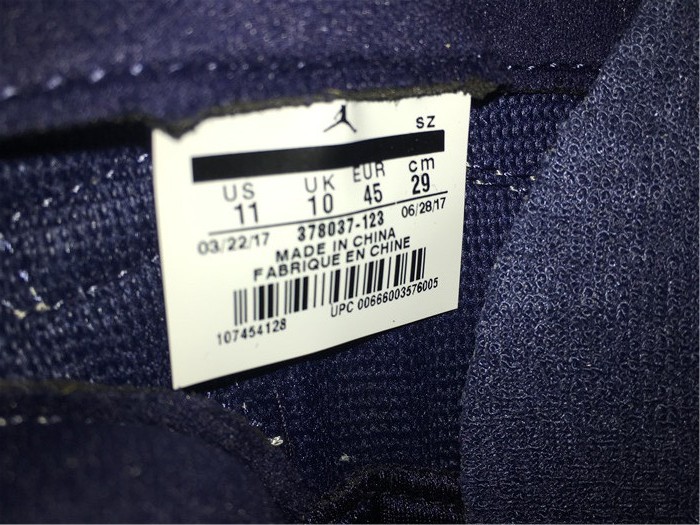 SZ
US UK EUR cm
11 10 45 29
03/22/17 378037-123 06/28/17
MADE IN CHINA
FABRIQUE EN CHINE
107454128 UPC 00666003576005